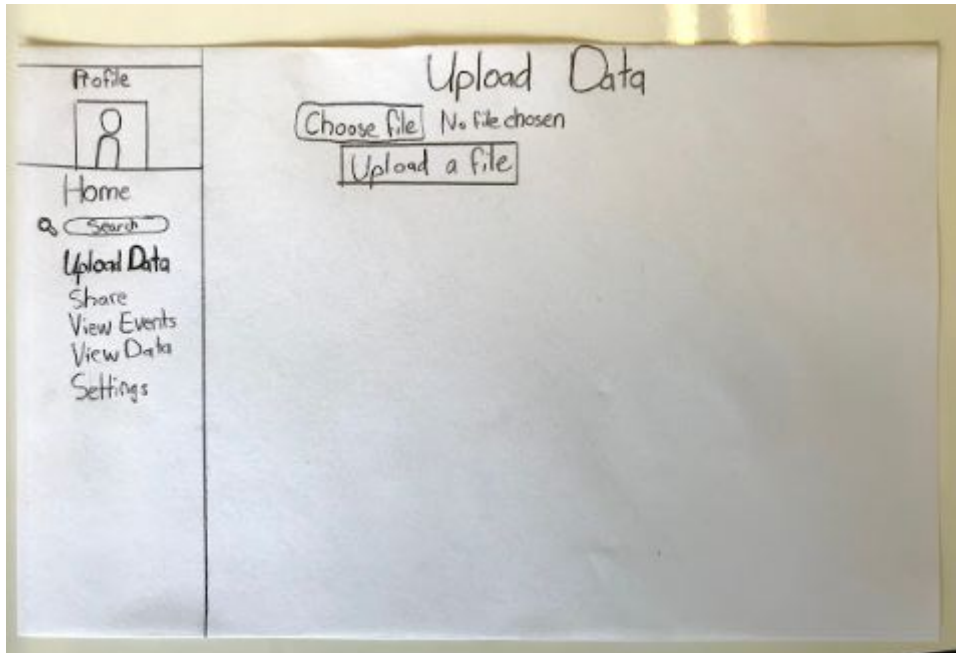 Profile
Home
Search
Upload Data
Share
View Events
View Data
Settings
Upload Data
Choose file No file chosen
Upload a file